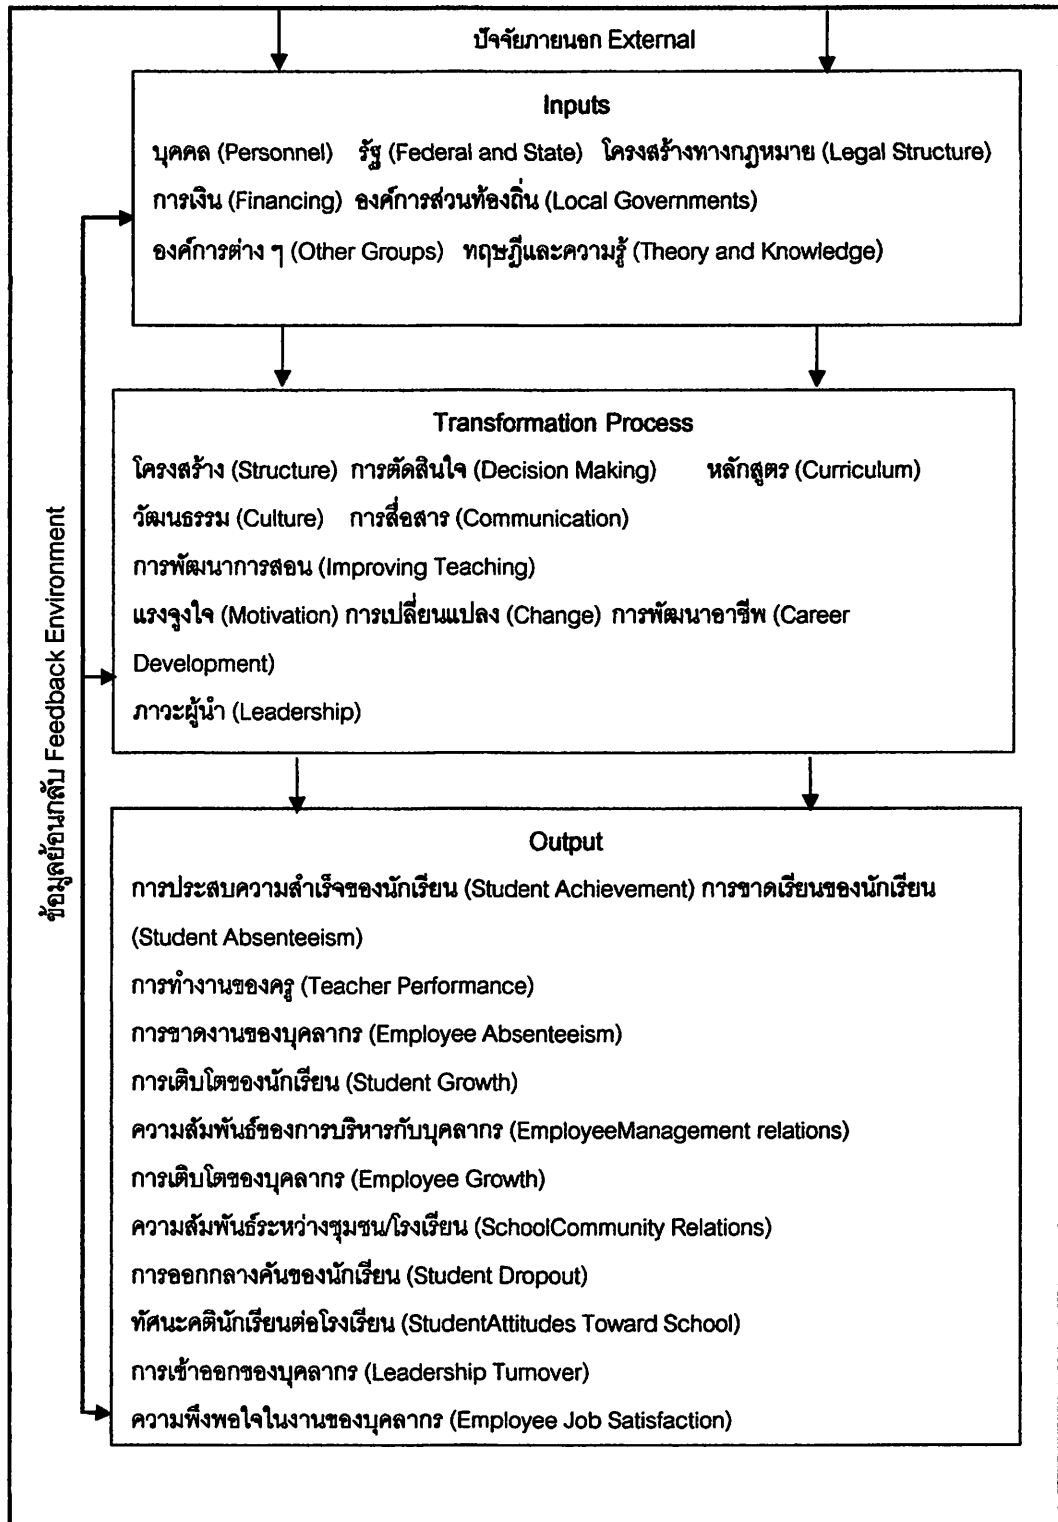 ปัจจัยภายนอก External
Inputs
บุคคล (Personnel) รัฐ (Federal and State) โครงสร้างทางกฎหมาย (Legal Structure)
การเงิน (Financing) องค์การส่วนท้องถิ่น (Local Governments)
องค์การต่าง ๆ (Other Groups) ทฤษฎีและความรู้ (Theory and Knowledge)
Transformation Process
โครงสร้าง (Structure) การตัดสินใจ (Decision Making) หลักสูตร (Curriculum)
วัฒนธรรม (Culture) การสื่อสาร (Communication)
การพัฒนาการสอน (Improving Teaching)
แรงจูงใจ (Motivation) การเปลี่ยนแปลง (Change) การพัฒนาอาชีพ (Career
Development)
ภาวะผู้นำ (Leadership)
ข้อมูลย้อนกลับ Feedback Environment
Output
การประสบความสำเร็จของนักเรียน (Student Achievement) การขาดเรียนของนักเรียน
(Student Absenteeism)
การทำงานของครู (Teacher Performance)
การขาดงานของบุคลากร (Employee Absenteeism)
การเติบโตของนักเรียน (Student Growth)
ความสัมพันธ์ของการบริหารกับบุคลากร (EmployeeManagement relations)
การเติบโตของบุคลากร (Employee Growth)
ความสัมพันธ์ระหว่างชุมชน/โรงเรียน (SchoolCommunity Relations)
การออกกลางคันของนักเรียน (Student Dropout)
ทัศนะคตินักเรียนต่อโรงเรียน (StudentAttitudes Toward School)
การเข้าออกของบุคลากร (Leadership Turnover)
ความพึงพอใจในงานของบุคลากร (Employee Job Satisfaction)